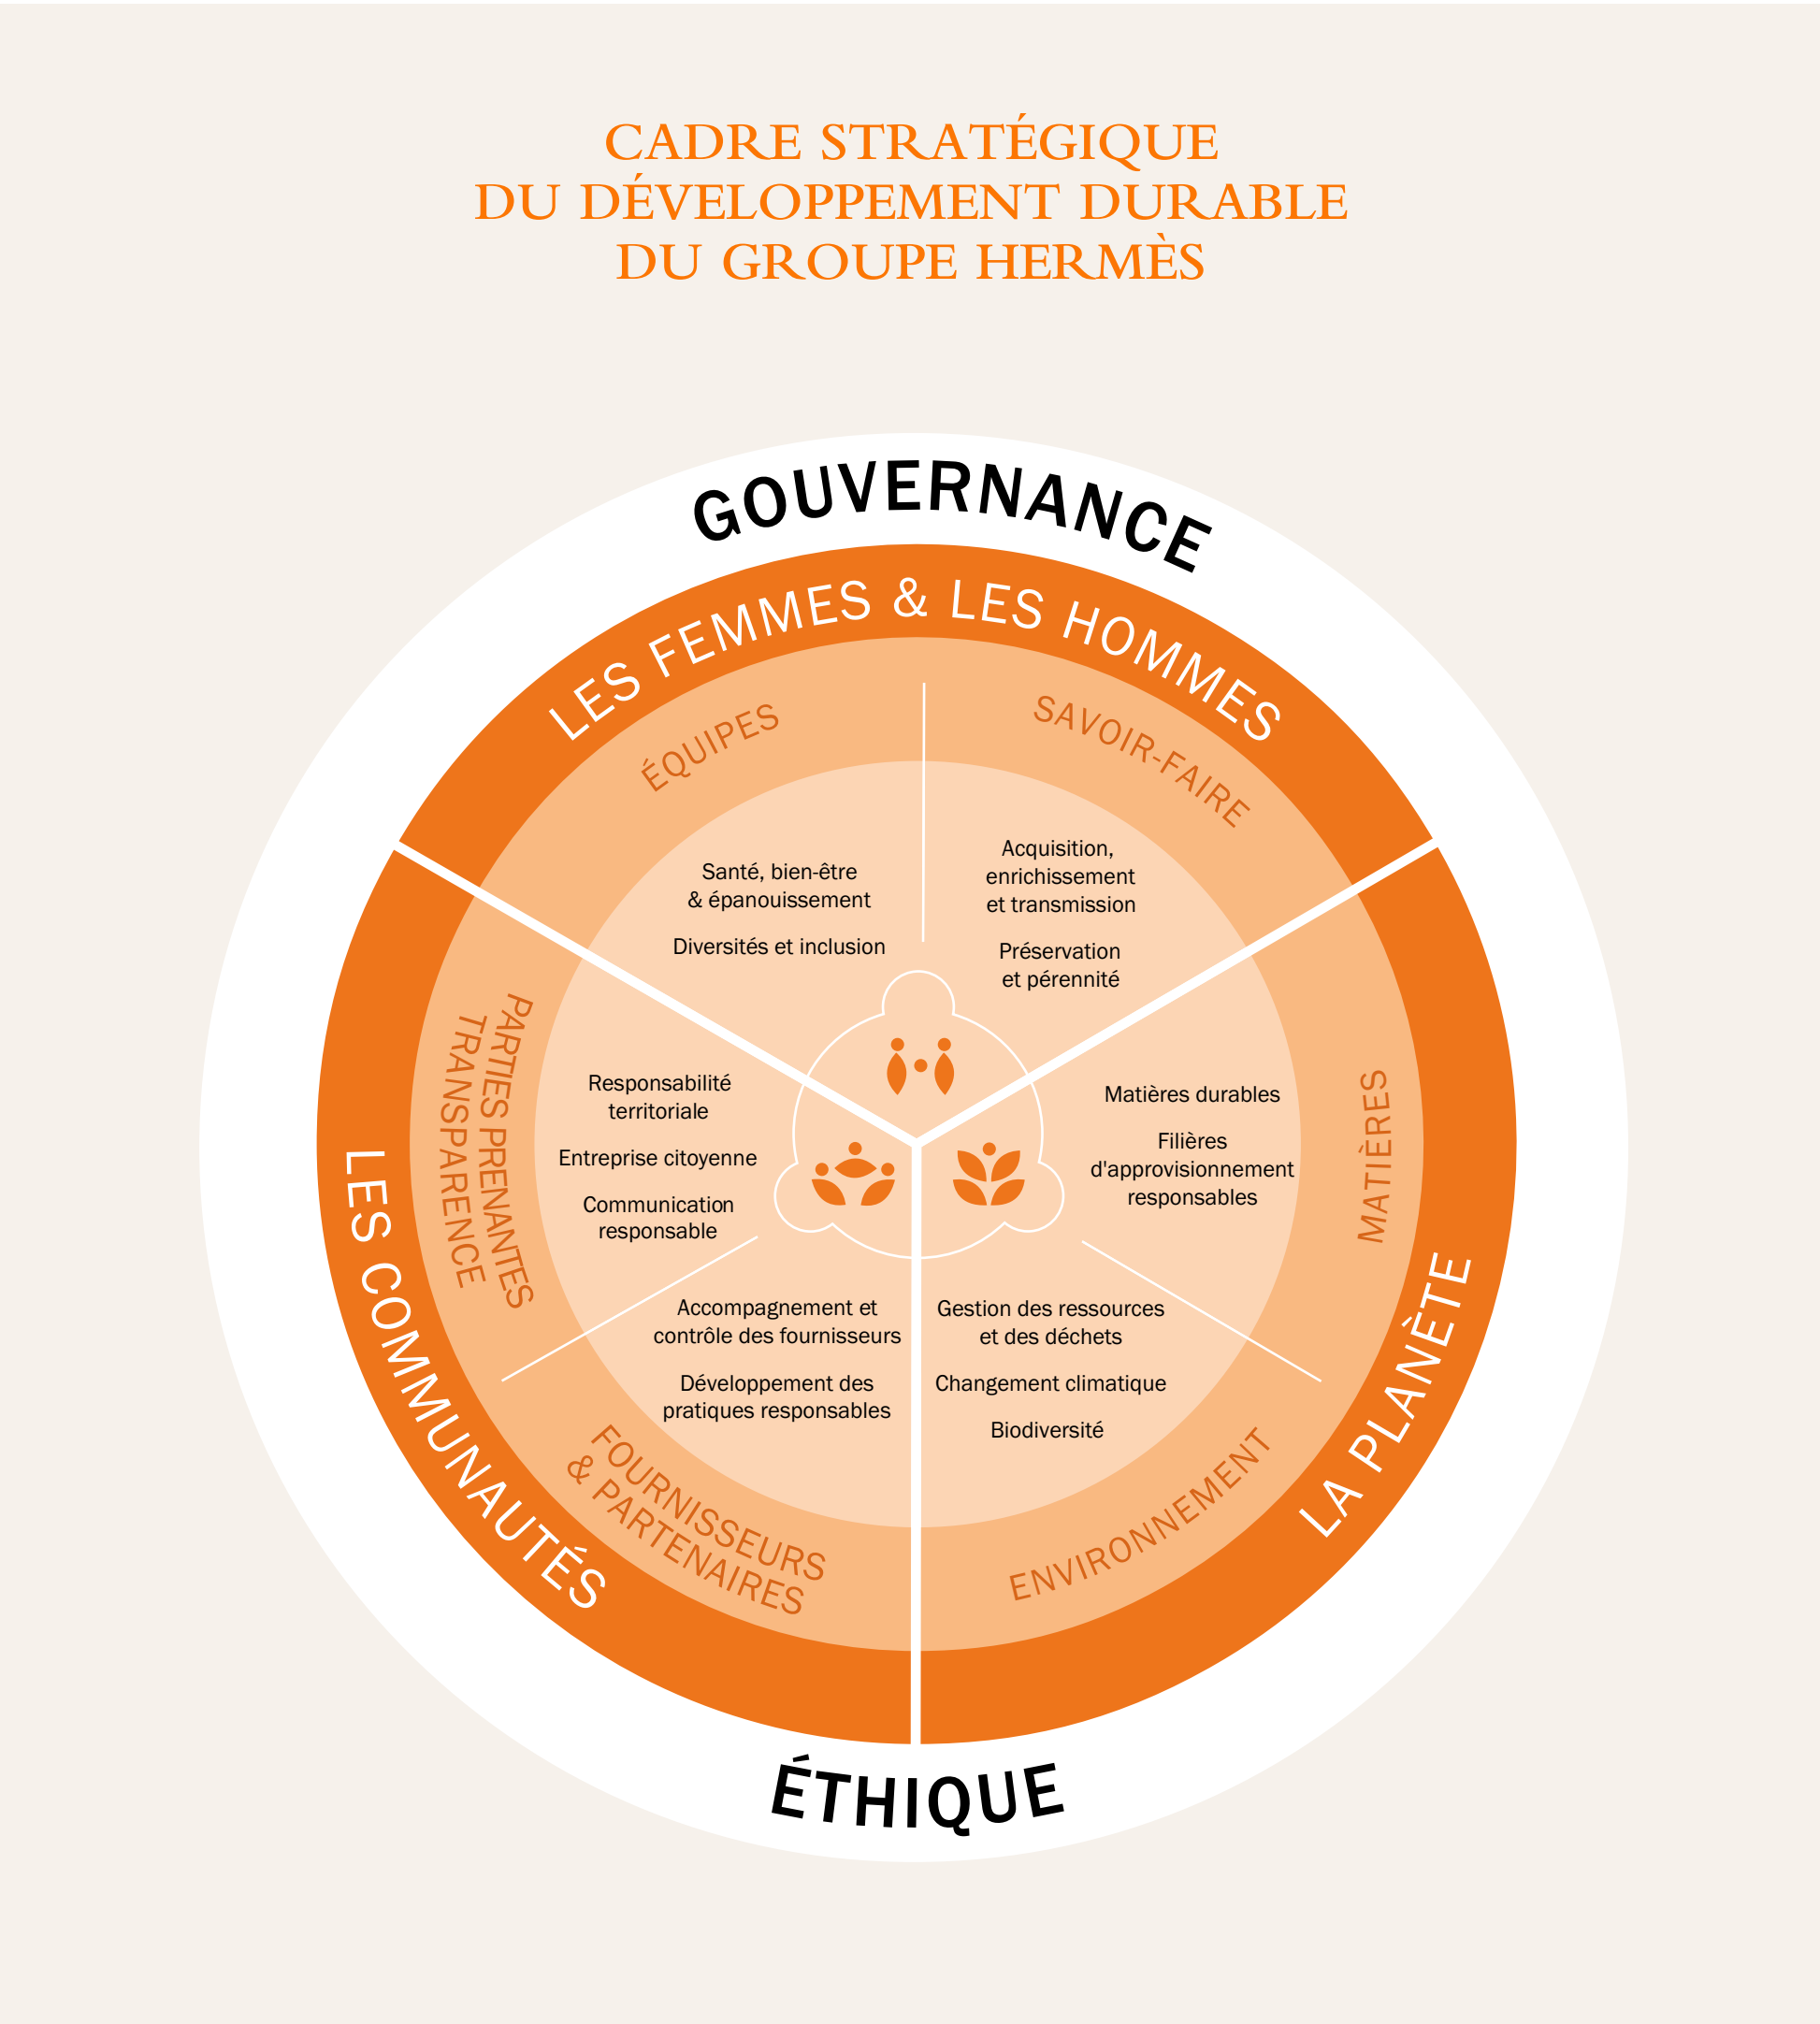 CADRE STRATÉGIQUE
DU DÉVELOPPEMENT DURABLE
DU GROUPE HERMÈS
GOUVERNANCE
LES FEMMES & LES HOMMES
ÉQUIPES
Santé, bien-être
& épanouissement
Diversités et inclusion
SAVOIR-FAIRE
Acquisition,
enrichissement
et transmission
Préservation
et pérennité
LA PLANÈTE
MATIÈRES
Matières durables
Filières
d'approvisionnement
responsables
ENVIRONNEMENT
Gestion des ressources
et des déchets
Changement climatique
Biodiversité
LES COMMUNAUTÉS
FOURNISSEURS
& PARTENAIRES
Accompagnement et
contrôle des fournisseurs
Développement des
pratiques responsables
PARTIES PRENANTES
TRANSPARENCE
Responsabilité
territoriale
Entreprise citoyenne
Communication
responsable
ÉTHIQUE